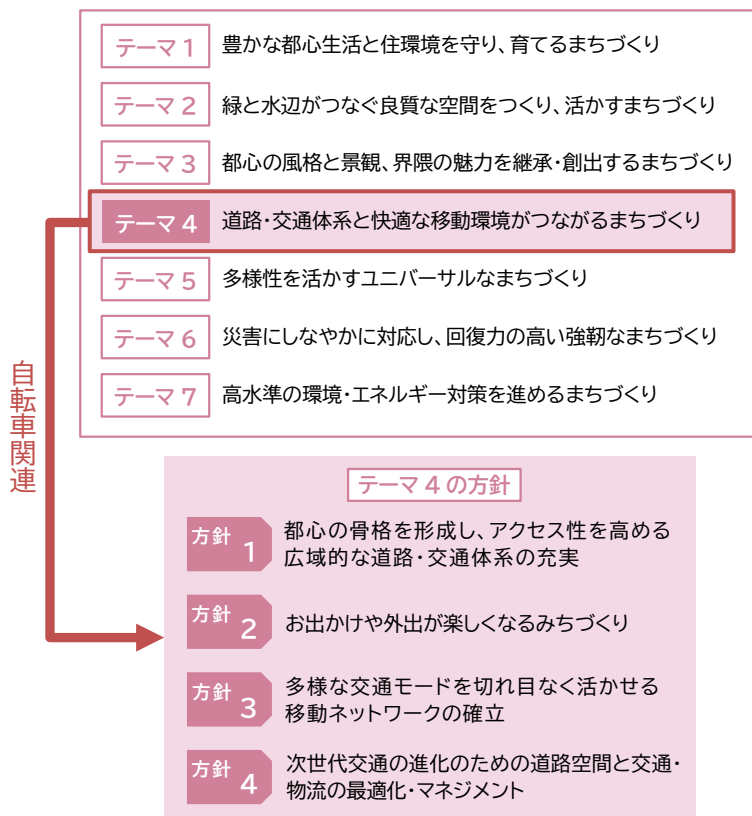 テーマ 1 豊かな都心生活と住環境を守り、育てるまちづくり
テーマ 2 緑と水辺がつなぐ良質な空間をつくり、活かすまちづくり
テーマ 3 都心の風格と景観、界隈の魅力を継承・創出するまちづくり
テーマ 4 道路・交通体系と快適な移動環境がつながるまちづくり
テーマ 5 多様性を活かすユニバーサルなまちづくり
テーマ 6 災害にしなやかに対応し、回復力の高い強靭なまちづくり
テーマ 7 高水準の環境・エネルギー対策を進めるまちづくり
自転車関連
テーマ 4 の方針
方針 1 都心の骨格を形成し、アクセス性を高める
広域的な道路・交通体系の充実
方針 2 お出かけや外出が楽しくなるみちづくり
方針 3 多様な交通モードを切れ目なく活かせる
移動ネットワークの確立
方針 4 次世代交通の進化のための道路空間と交通・
物流の最適化・マネジメント